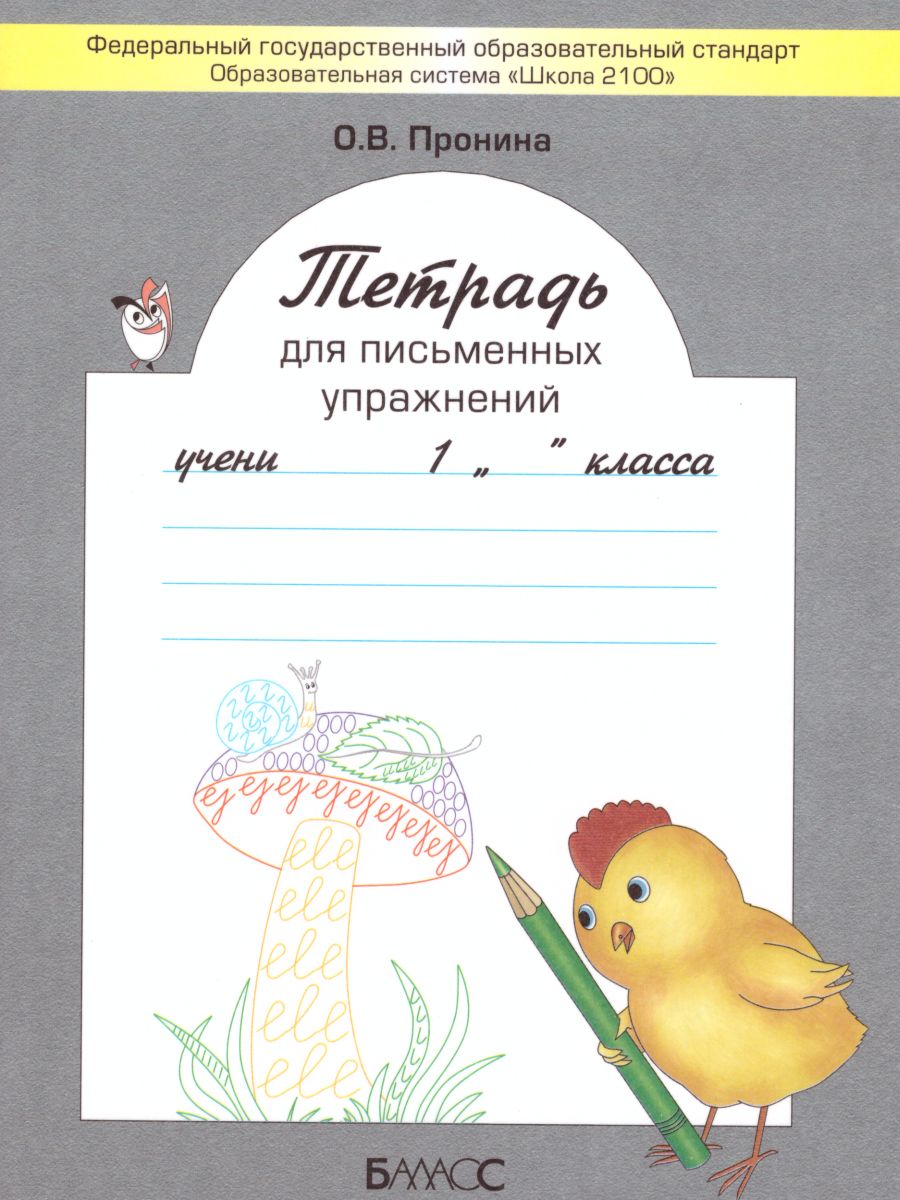 Федеральный государственный образовательный стандарт
Образовательная система «Школа 2100»
О.В. Пронина
Тетрадь
для письменных
упражнений
учени 1 „ ” класса
БАЛАСС